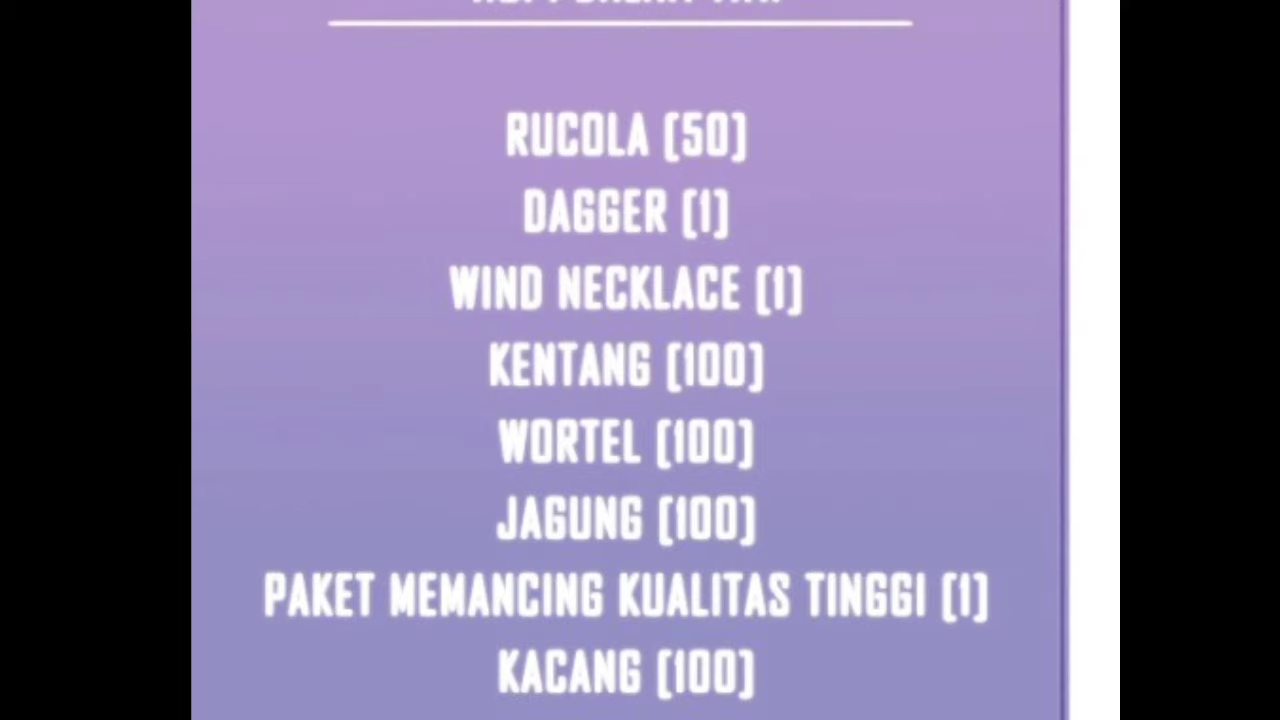 RUCOLA (50)
DAGGER (1)
WIND NECKLACE (1)
KENTANG (100)
WORTEL (100)
JAGUNG (100)
PAKET MEMANCING KUALITAS TINGGI (1)
KACANG (100)